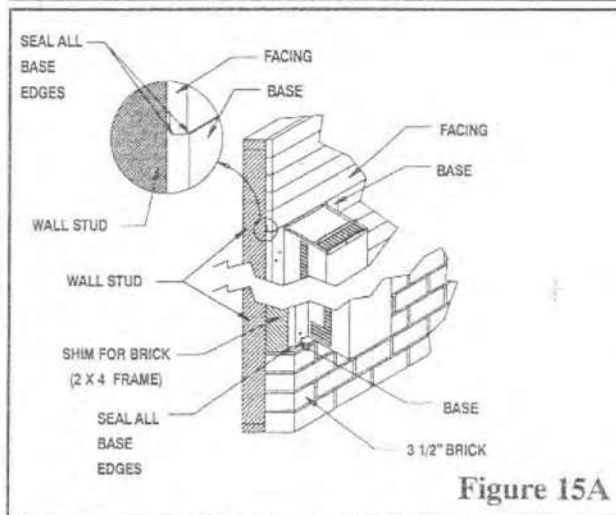 SEAL ALL
BASE
EDGES
FACING
BASE
FACING
BASE
WALL STUD
WALL STUD
SHIM FOR BRICK
(2 X 4 FRAME)
SEAL ALL
BASE
EDGES
BASE
3 1/2" BRICK
Figure 15A